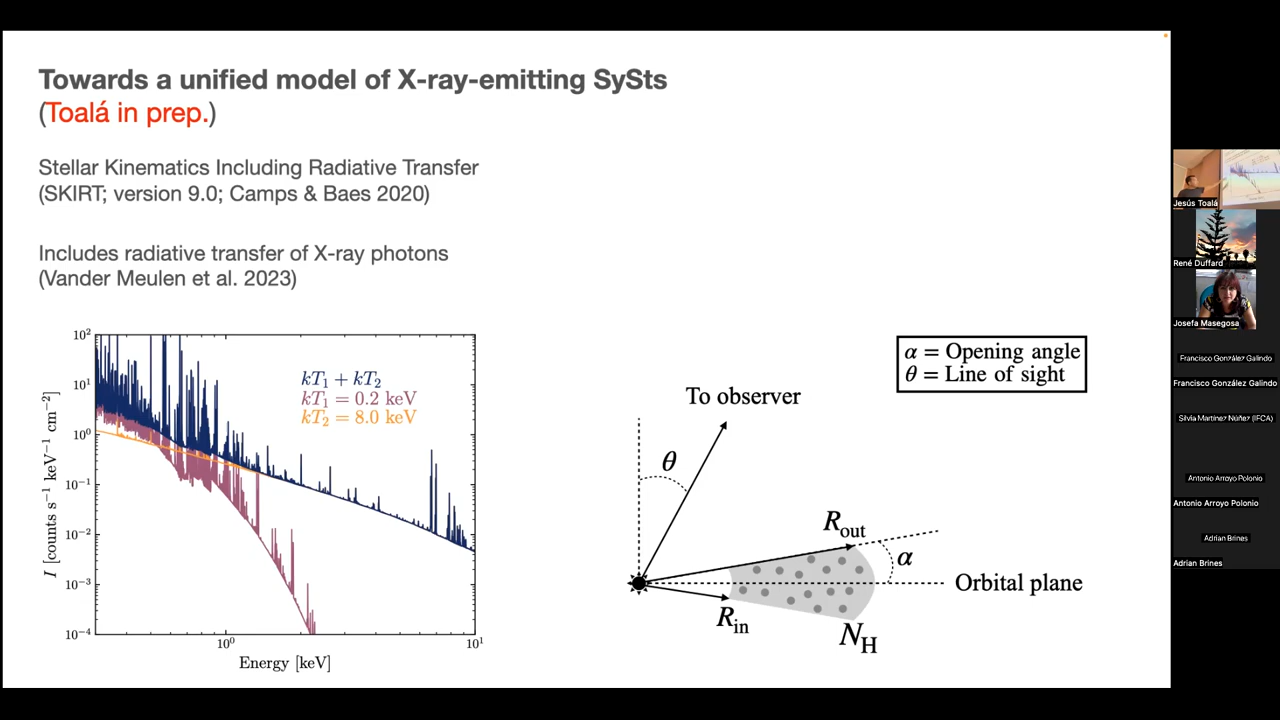 Towards a unified model of X-ray-emitting SySts
(Toalá in prep.)
Stellar Kinematics Including Radiative Transfer
(SKIRT; version 9.0; Camps & Baes 2020)
Includes radiative transfer of X-ray photons
(Vander Meulen et al. 2023)
10²
10¹
10⁰
10⁻¹
10⁻²
10⁻³
10⁻⁴
I [counts s⁻¹ keV⁻¹ cm⁻²]
kT₁ + kT₂
kT₁ = 0.2 keV
kT₂ = 8.0 keV
10⁰
10¹
Energy [keV]
α = Opening angle
θ = Line of sight
To observer
θ
R_out
α
Orbital plane
R_in
N_H
Jesús Toalá
René Duffard
Josefa Masegosa
Francisco González Galindo
Francisco González Galindo
Silvia Martínez Núñez (IFCA)
Antonio Arroyo Polonio
Antonio Arroyo Polonio
Adrian Brines
Adrian Brines